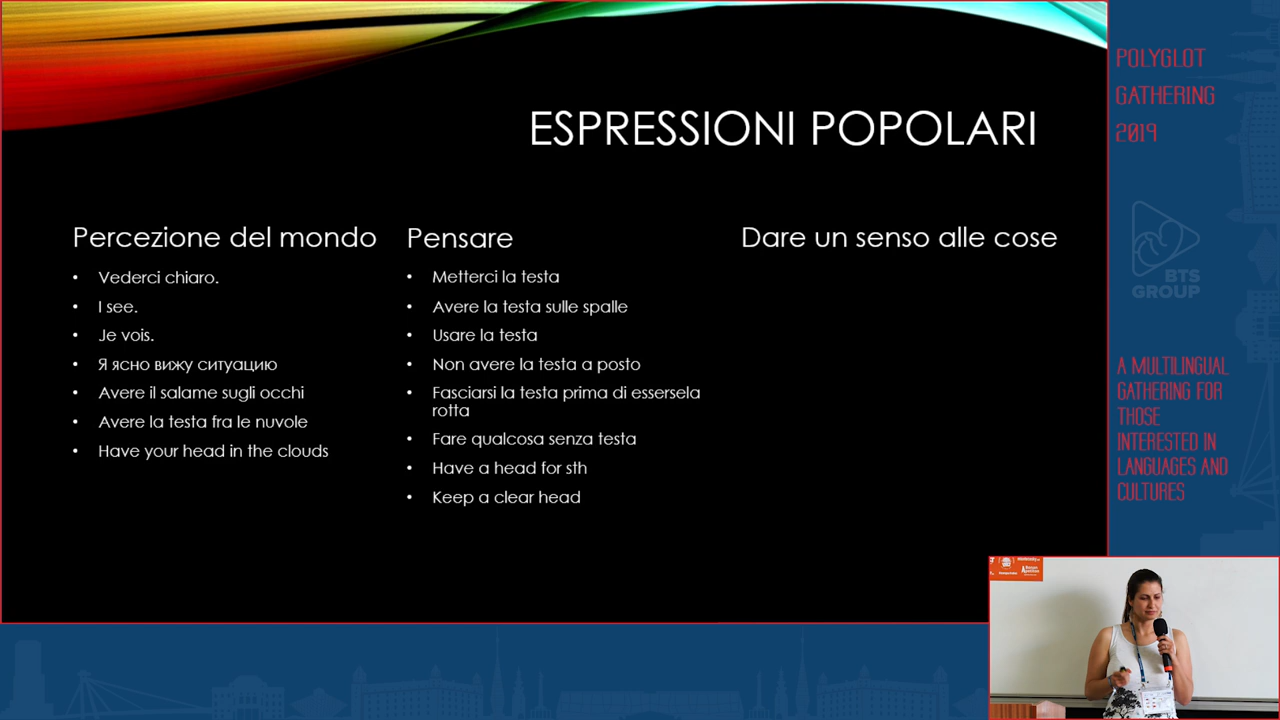 ESPRESSIONI POPOLARI
Percezione del mondo
• Vederci chiaro.
• I see.
• Je vois.
• Я ясно вижу ситуацию
• Avere il salame sugli occhi
• Avere la testa fra le nuvole
• Have your head in the clouds
Pensare
• Metterci la testa
• Avere la testa sulle spalle
• Usare la testa
• Non avere la testa a posto
• Fasciarsi la testa prima di essersela
rotta
• Fare qualcosa senza testa
• Have a head for sth
• Keep a clear head
Dare un senso alle cose
POLYGLOT
GATHERING
2019
BTS
GROUP
A MULTILINGUAL
GATHERING FOR
THOSE
INTERESTED IN
LANGUAGES AND
CULTURES